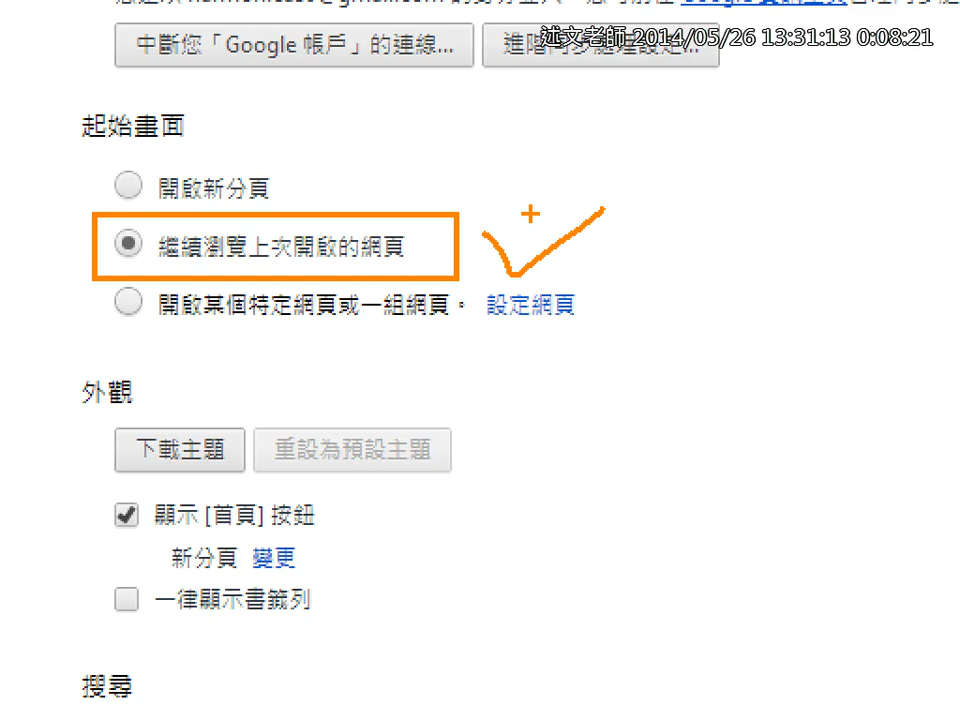 中斷您「Google 帳戶」的連線...
述文老師 2014/05/26 13:31:13 0:08:21
起始畫面
開啟新分頁
繼續瀏覽上次開啟的網頁
開啟某個特定網頁或一組網頁。 設定網頁
外觀
下載主題 重設為預設主題
顯示 [首頁] 按鈕
新分頁 變更
一律顯示書籤列
搜尋